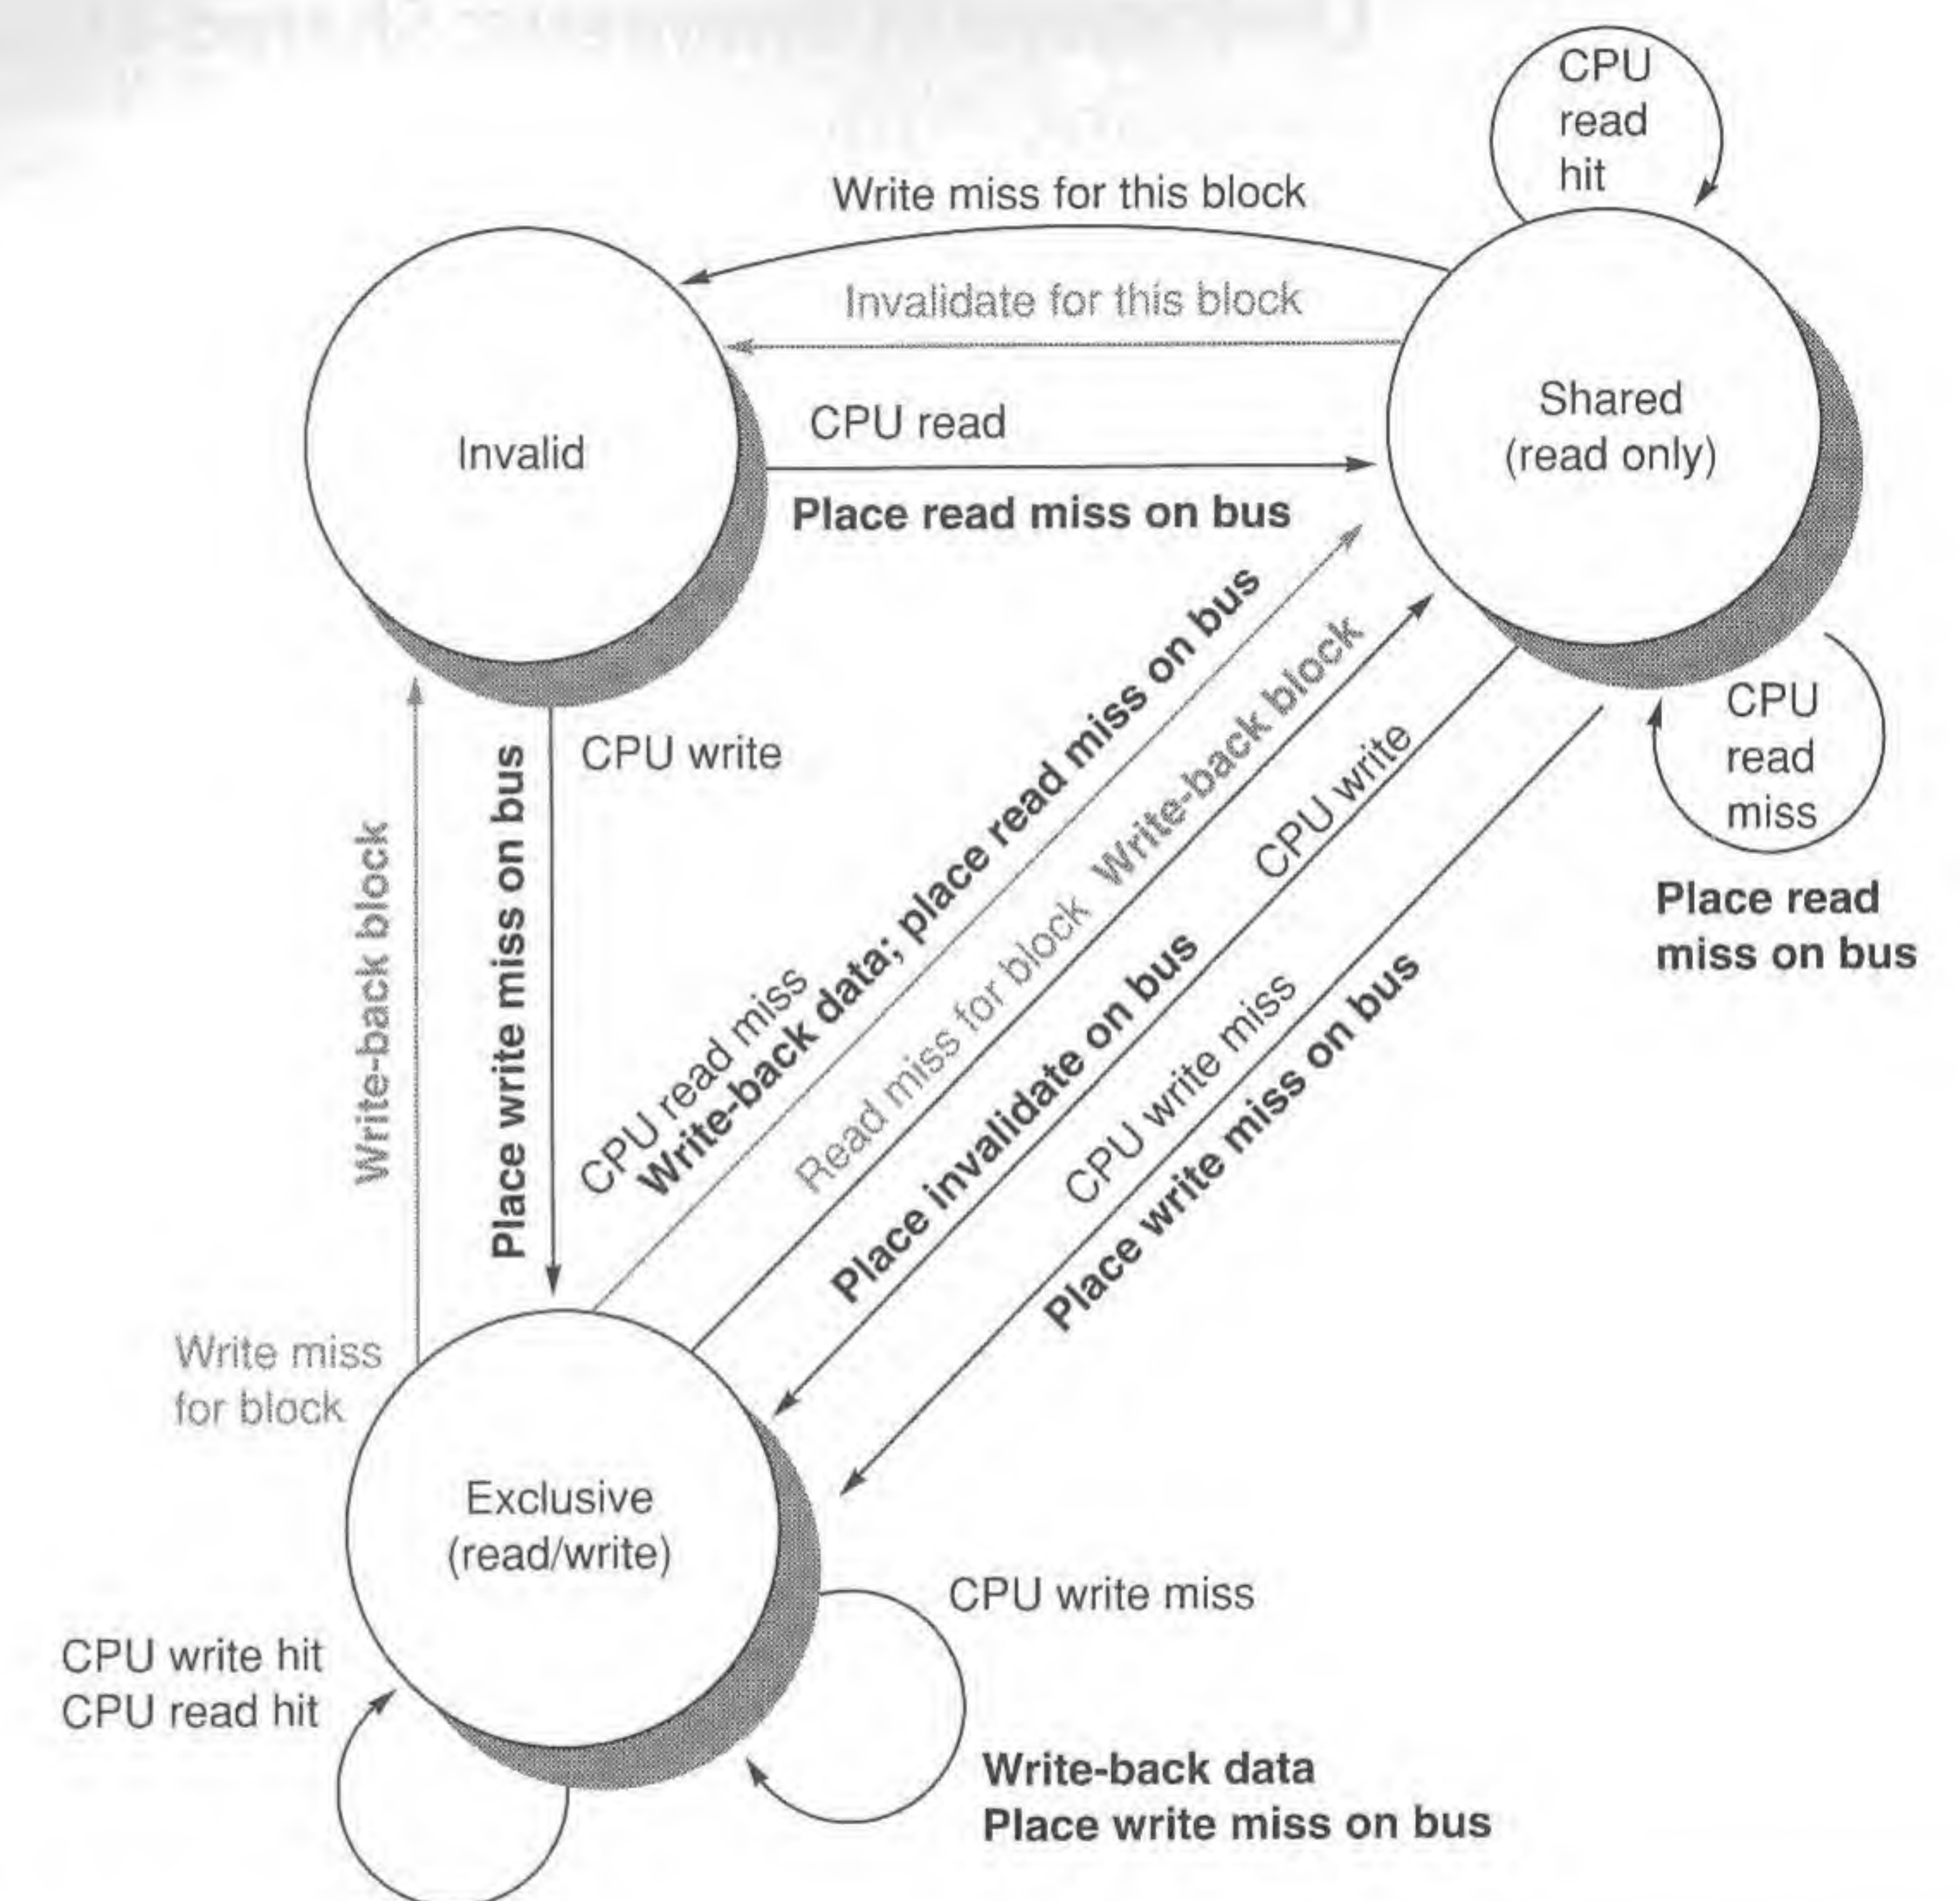 CPU
read
hit
Write miss for this block
Invalidate for this block
Shared
(read only)
CPU read
Invalid
Place read miss on bus
CPU
read
miss
Place read
miss on bus
CPU write
Place write miss on bus
Write-back block
CPU read miss
Write-back data; place read miss on bus
Read miss for block Write-back block
CPU write
Place invalidate on bus
CPU write miss
Place write miss on bus
Write miss
for block
Exclusive
(read/write)
CPU write miss
CPU write hit
CPU read hit
Write-back data
Place write miss on bus